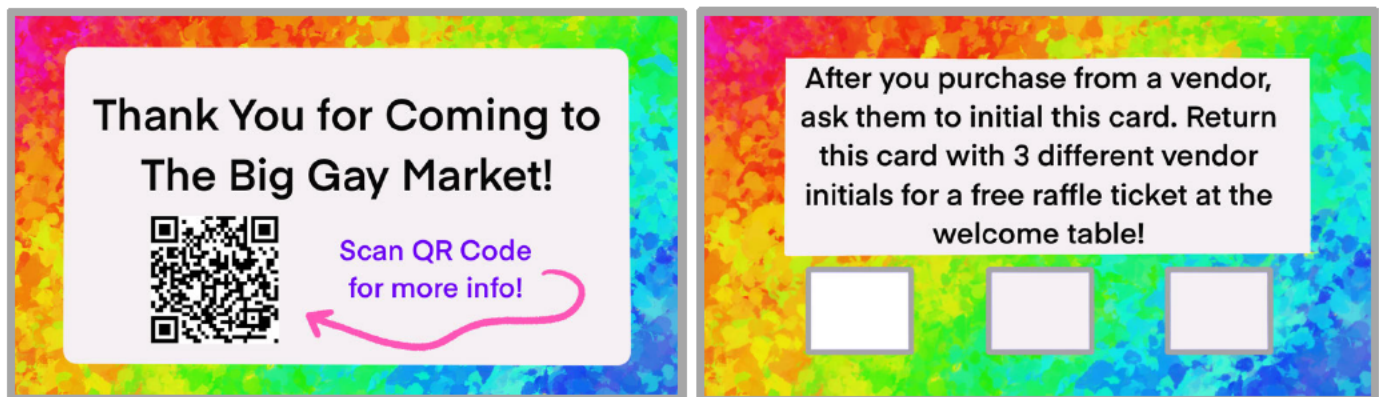 Thank You for Coming to
The Big Gay Market!
Scan QR Code
for more info!
After you purchase from a vendor,
ask them to initial this card. Return
this card with 3 different vendor
initials for a free raffle ticket at the
welcome table!